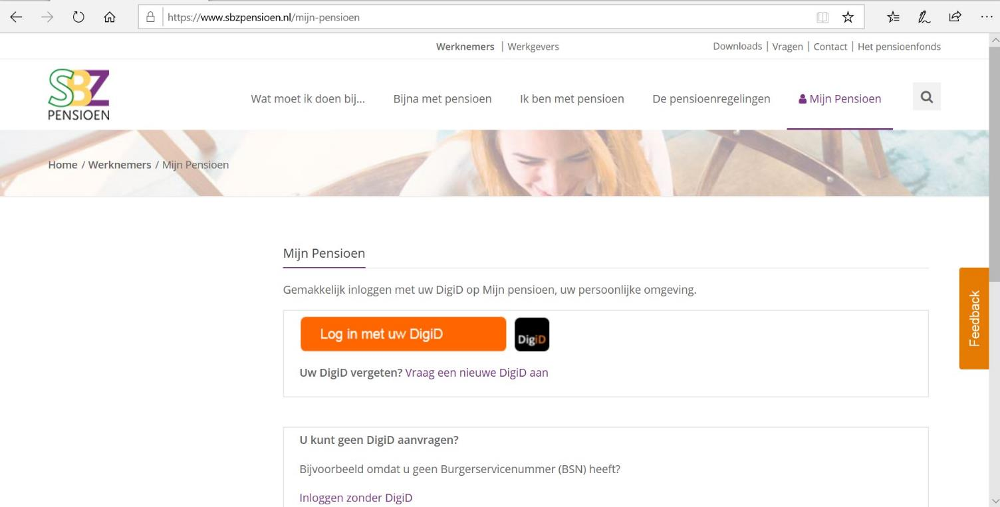 https://www.sbzpensioen.nl/mijn-pensioen
Werknemers | Werkgevers
Downloads | Vragen | Contact | Het pensioenfonds
SBZ
PENSIOEN
Wat moet ik doen bij...
Bijna met pensioen
Ik ben met pensioen
De pensioenregelingen
Mijn Pensioen
Home / Werknemers / Mijn Pensioen
Mijn Pensioen
Gemakkelijk inloggen met uw DigiD op Mijn pensioen, uw persoonlijke omgeving.
Log in met uw DigiD
DigiD
Uw DigiD vergeten? Vraag een nieuwe DigiD aan
Feedback
U kunt geen DigiD aanvragen?
Bijvoorbeeld omdat u geen Burgerservicenummer (BSN) heeft?
Inloggen zonder DigiD